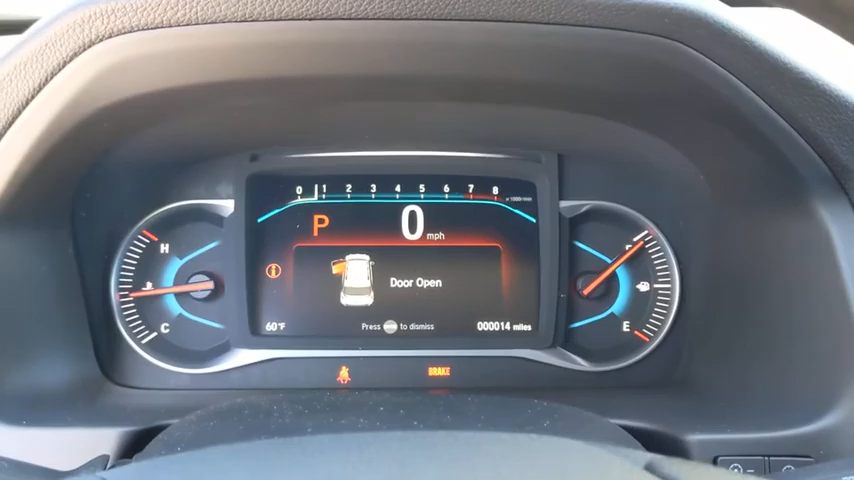 0 1 2 3 4 5 6 7 8 x 1000r/min
P 0 mph
H
F
Door Open
C
E
60°F
Press to dismiss
000014 miles
BRAKE